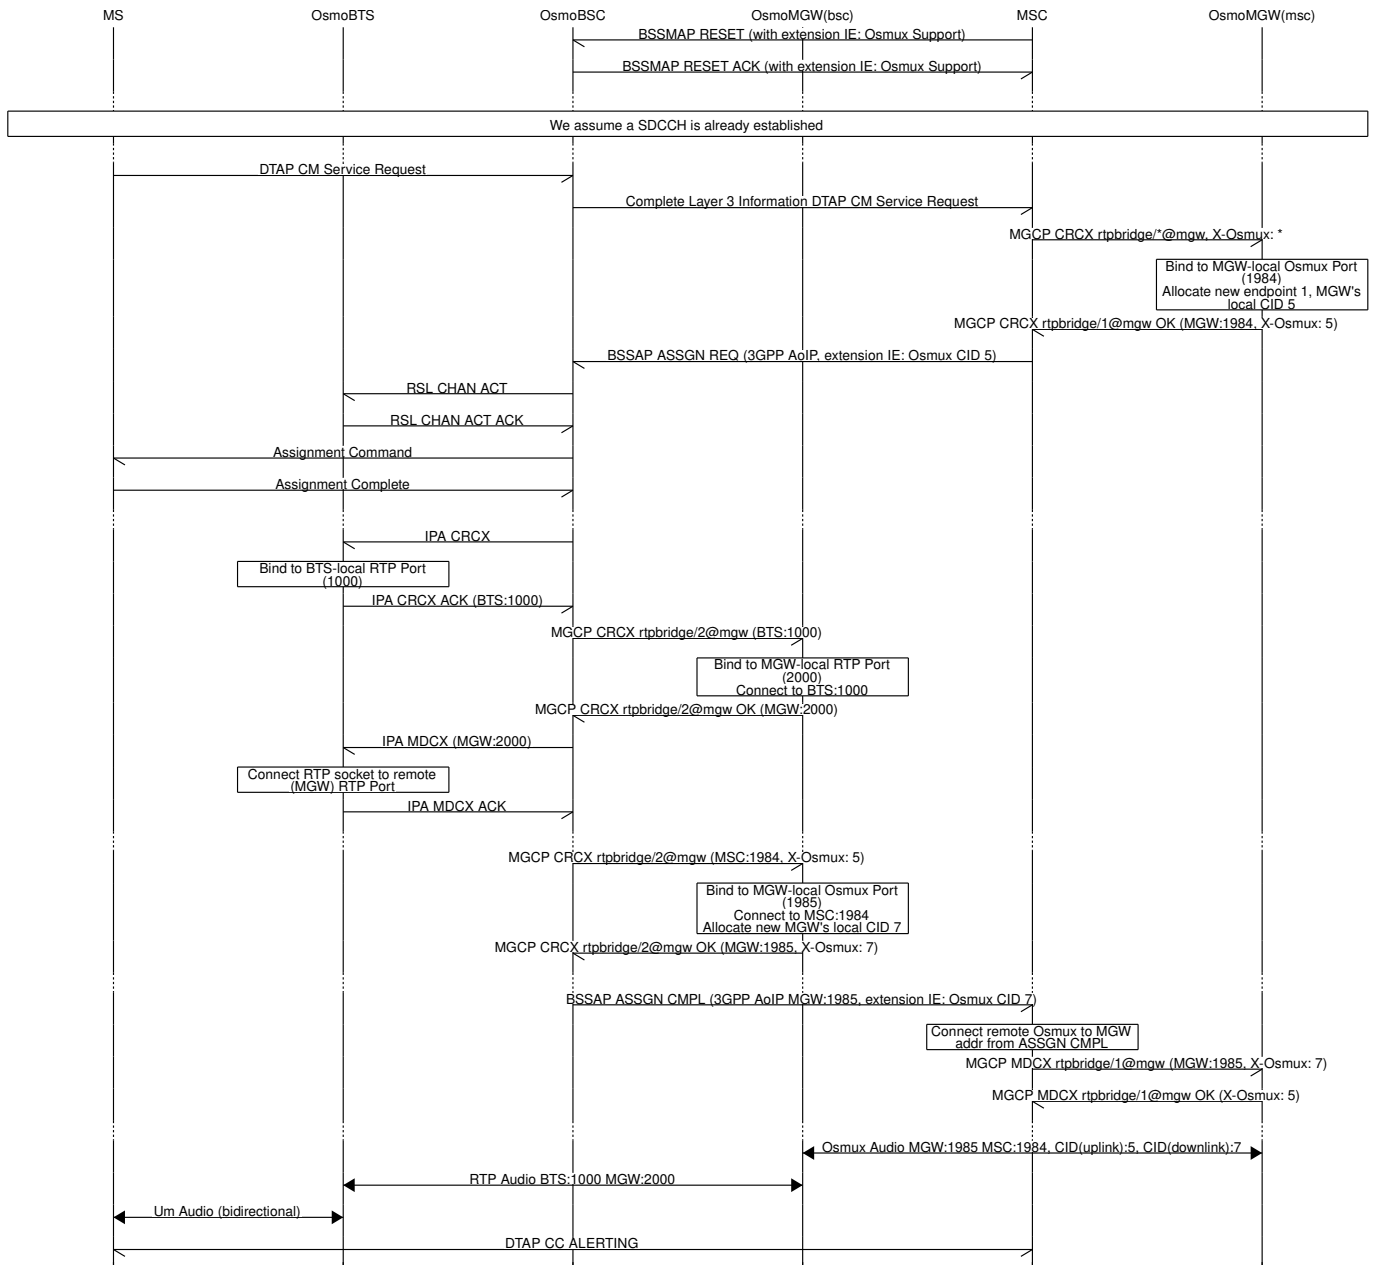 MS OsmoBTS OsmoBSC OsmoMGW(bsc) MSC OsmoMGW(msc)
BSSMAP RESET (with extension IE: Osmux Support)
BSSMAP RESET ACK (with extension IE: Osmux Support)
We assume a SDCCH is already established
DTAP CM Service Request
Complete Layer 3 Information DTAP CM Service Request
MGCP CRCX rtpbridge/*@mgw, X-Osmux: *
Bind to MGW-local Osmux Port
(1984)
Allocate new endpoint 1, MGW's
local CID 5
MGCP CRCX rtpbridge/1@mgw OK (MGW:1984, X-Osmux: 5)
BSSAP ASSGN REQ (3GPP AoIP, extension IE: Osmux CID 5)
RSL CHAN ACT
RSL CHAN ACT ACK
Assignment Command
Assignment Complete
IPA CRCX
Bind to BTS-local RTP Port
(1000)
IPA CRCX ACK (BTS:1000)
MGCP CRCX rtpbridge/2@mgw (BTS:1000)
Bind to MGW-local RTP Port
(2000)
Connect to BTS:1000
MGCP CRCX rtpbridge/2@mgw OK (MGW:2000)
IPA MDCX (MGW:2000)
Connect RTP socket to remote
(MGW) RTP Port
IPA MDCX ACK
MGCP CRCX rtpbridge/2@mgw (MSC:1984, X-Osmux: 5)
Bind to MGW-local Osmux Port
(1985)
Connect to MSC:1984
Allocate new MGW's local CID 7
MGCP CRCX rtpbridge/2@mgw OK (MGW:1985, X-Osmux: 7)
BSSAP ASSGN CMPL (3GPP AoIP MGW:1985, extension IE: Osmux CID 7)
Connect remote Osmux to MGW
addr from ASSGN CMPL
MGCP MDCX rtpbridge/1@mgw (MGW:1985, X-Osmux: 7)
MGCP MDCX rtpbridge/1@mgw OK (X-Osmux: 5)
Osmux Audio MGW:1985 MSC:1984, CID(uplink):5, CID(downlink):7
RTP Audio BTS:1000 MGW:2000
Um Audio (bidirectional)
DTAP CC ALERTING